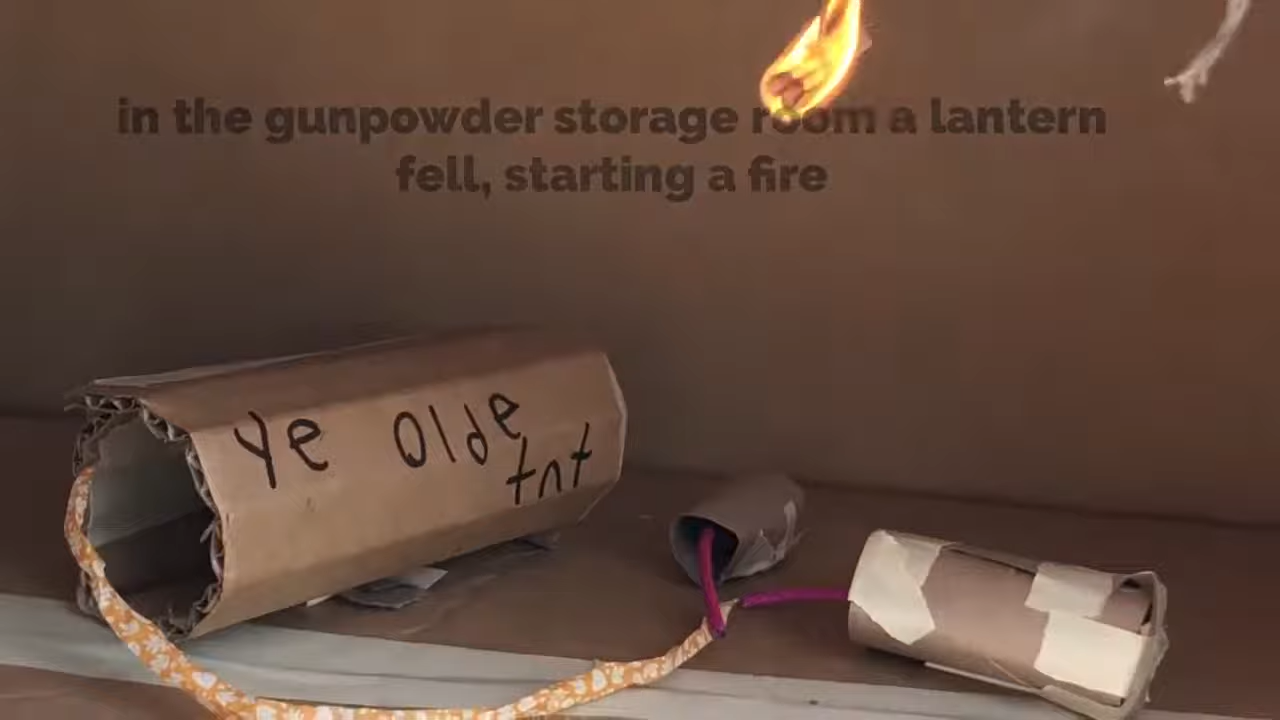 in the gunpowder storage room a lantern
fell, starting a fire
Ye Olde
tnt